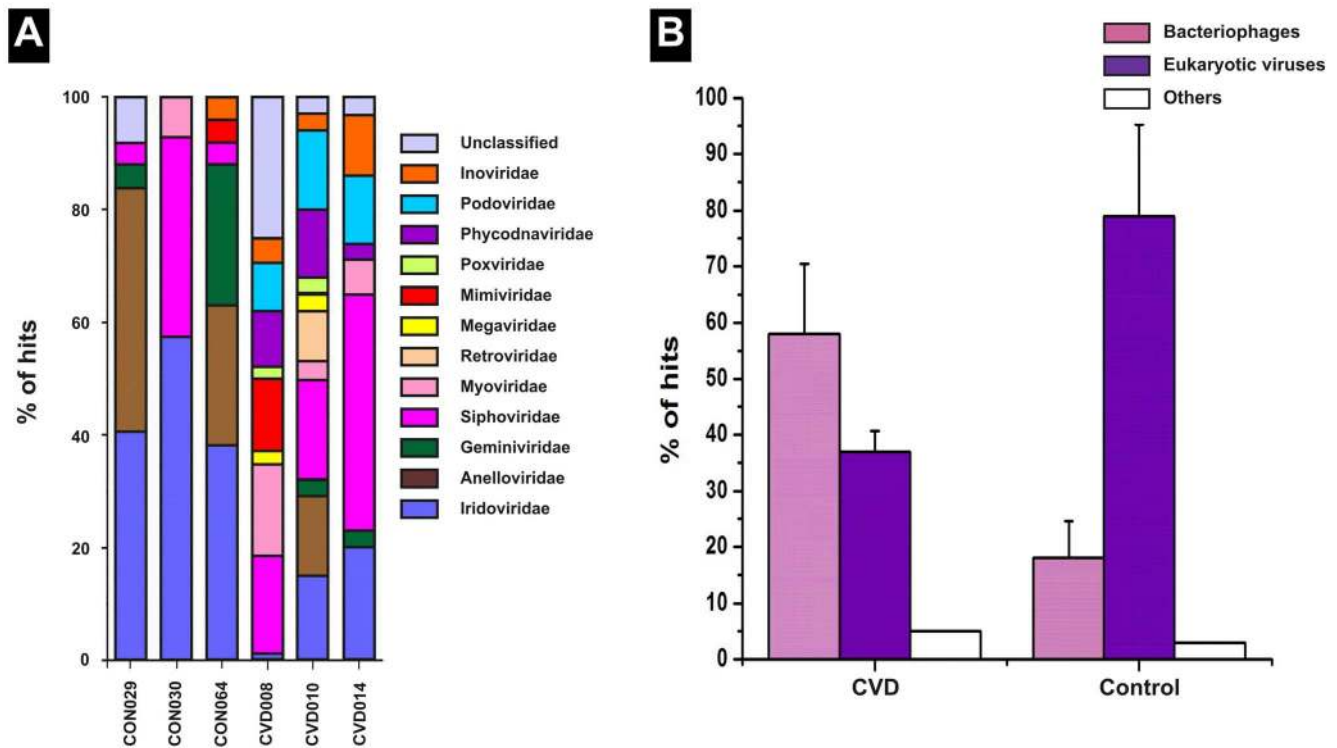 A
% of hits
100
80
60
40
20
0
CON029
CON030
CON064
CVD008
CVD010
CVD014
Unclassified
Inoviridae
Podoviridae
Phycodnaviridae
Poxviridae
Mimiviridae
Megaviridae
Retroviridae
Myoviridae
Siphoviridae
Geminiviridae
Anelloviridae
Iridoviridae
B
Bacteriophages
Eukaryotic viruses
Others
% of hits
100
90
80
70
60
50
40
30
20
10
0
CVD
Control